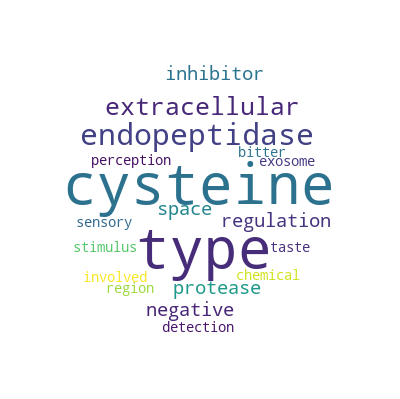 inhibitor
extracellular
endopeptidase
bitter
perception
exosome
cysteine
space
sensory
regulation
type
stimulus
taste
involved
chemical
region
protease
negative
detection